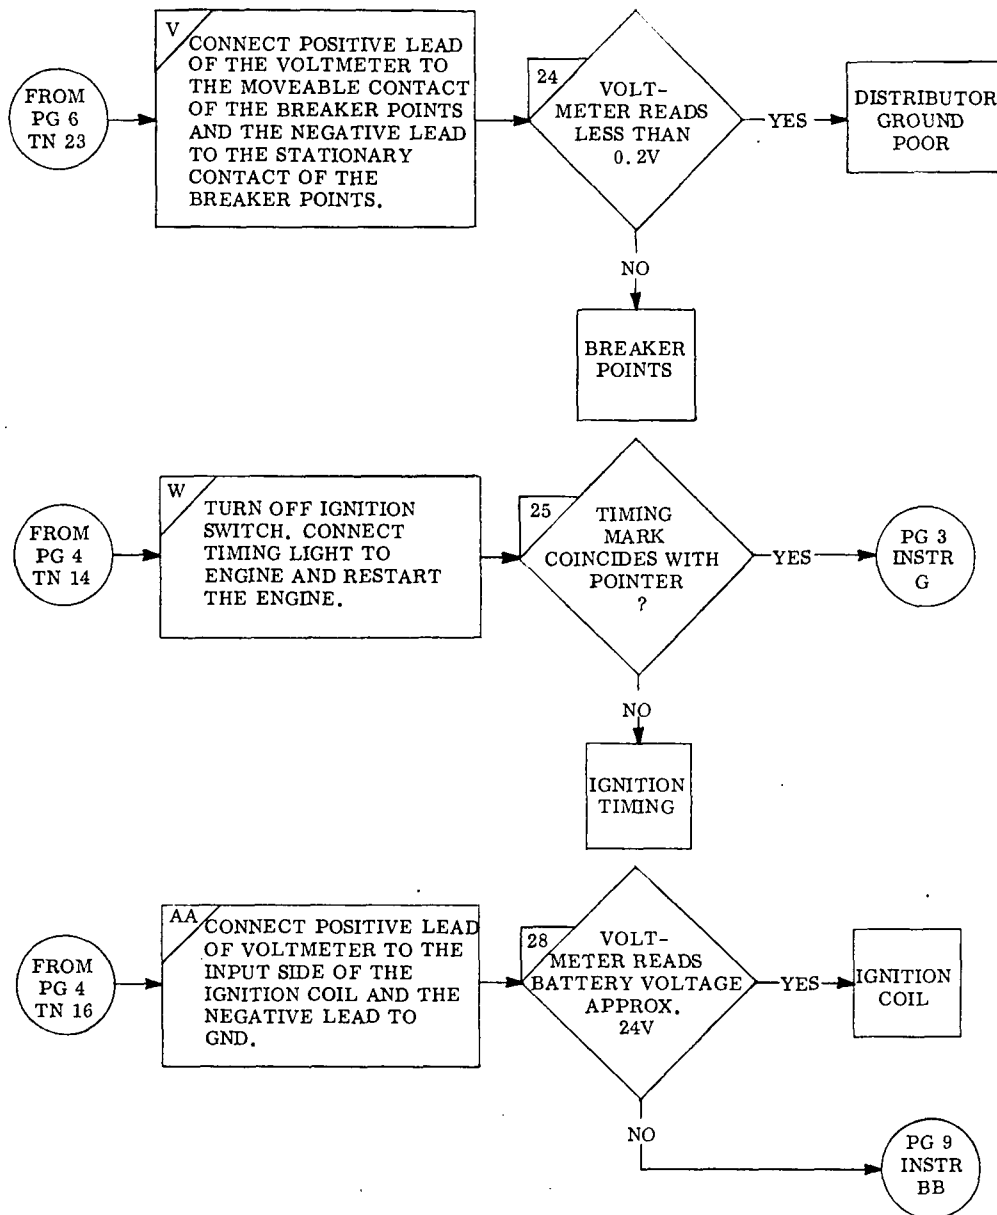 V
CONNECT POSITIVE LEAD
OF THE VOLTMETER TO
THE MOVEABLE CONTACT
OF THE BREAKER POINTS
AND THE NEGATIVE LEAD
TO THE STATIONARY
CONTACT OF THE
BREAKER POINTS.
FROM
PG 6
TN 23
24
VOLT-
METER READS
LESS THAN
0.2V
YES
DISTRIBUTOR
GROUND
POOR
NO
BREAKER
POINTS
FROM
PG 4
TN 14
W
TURN OFF IGNITION
SWITCH. CONNECT
TIMING LIGHT TO
ENGINE AND RESTART
THE ENGINE.
25
TIMING
MARK
COINCIDES WITH
POINTER
?
YES
PG 3
INSTR
G
NO
IGNITION
TIMING
FROM
PG 4
TN 16
AA
CONNECT POSITIVE LEAD
OF VOLTMETER TO THE
INPUT SIDE OF THE
IGNITION COIL AND THE
NEGATIVE LEAD TO
GND.
28
VOLT-
METER READS
BATTERY VOLTAGE
APPROX.
24V
YES
IGNITION
COIL
NO
PG 9
INSTR
BB